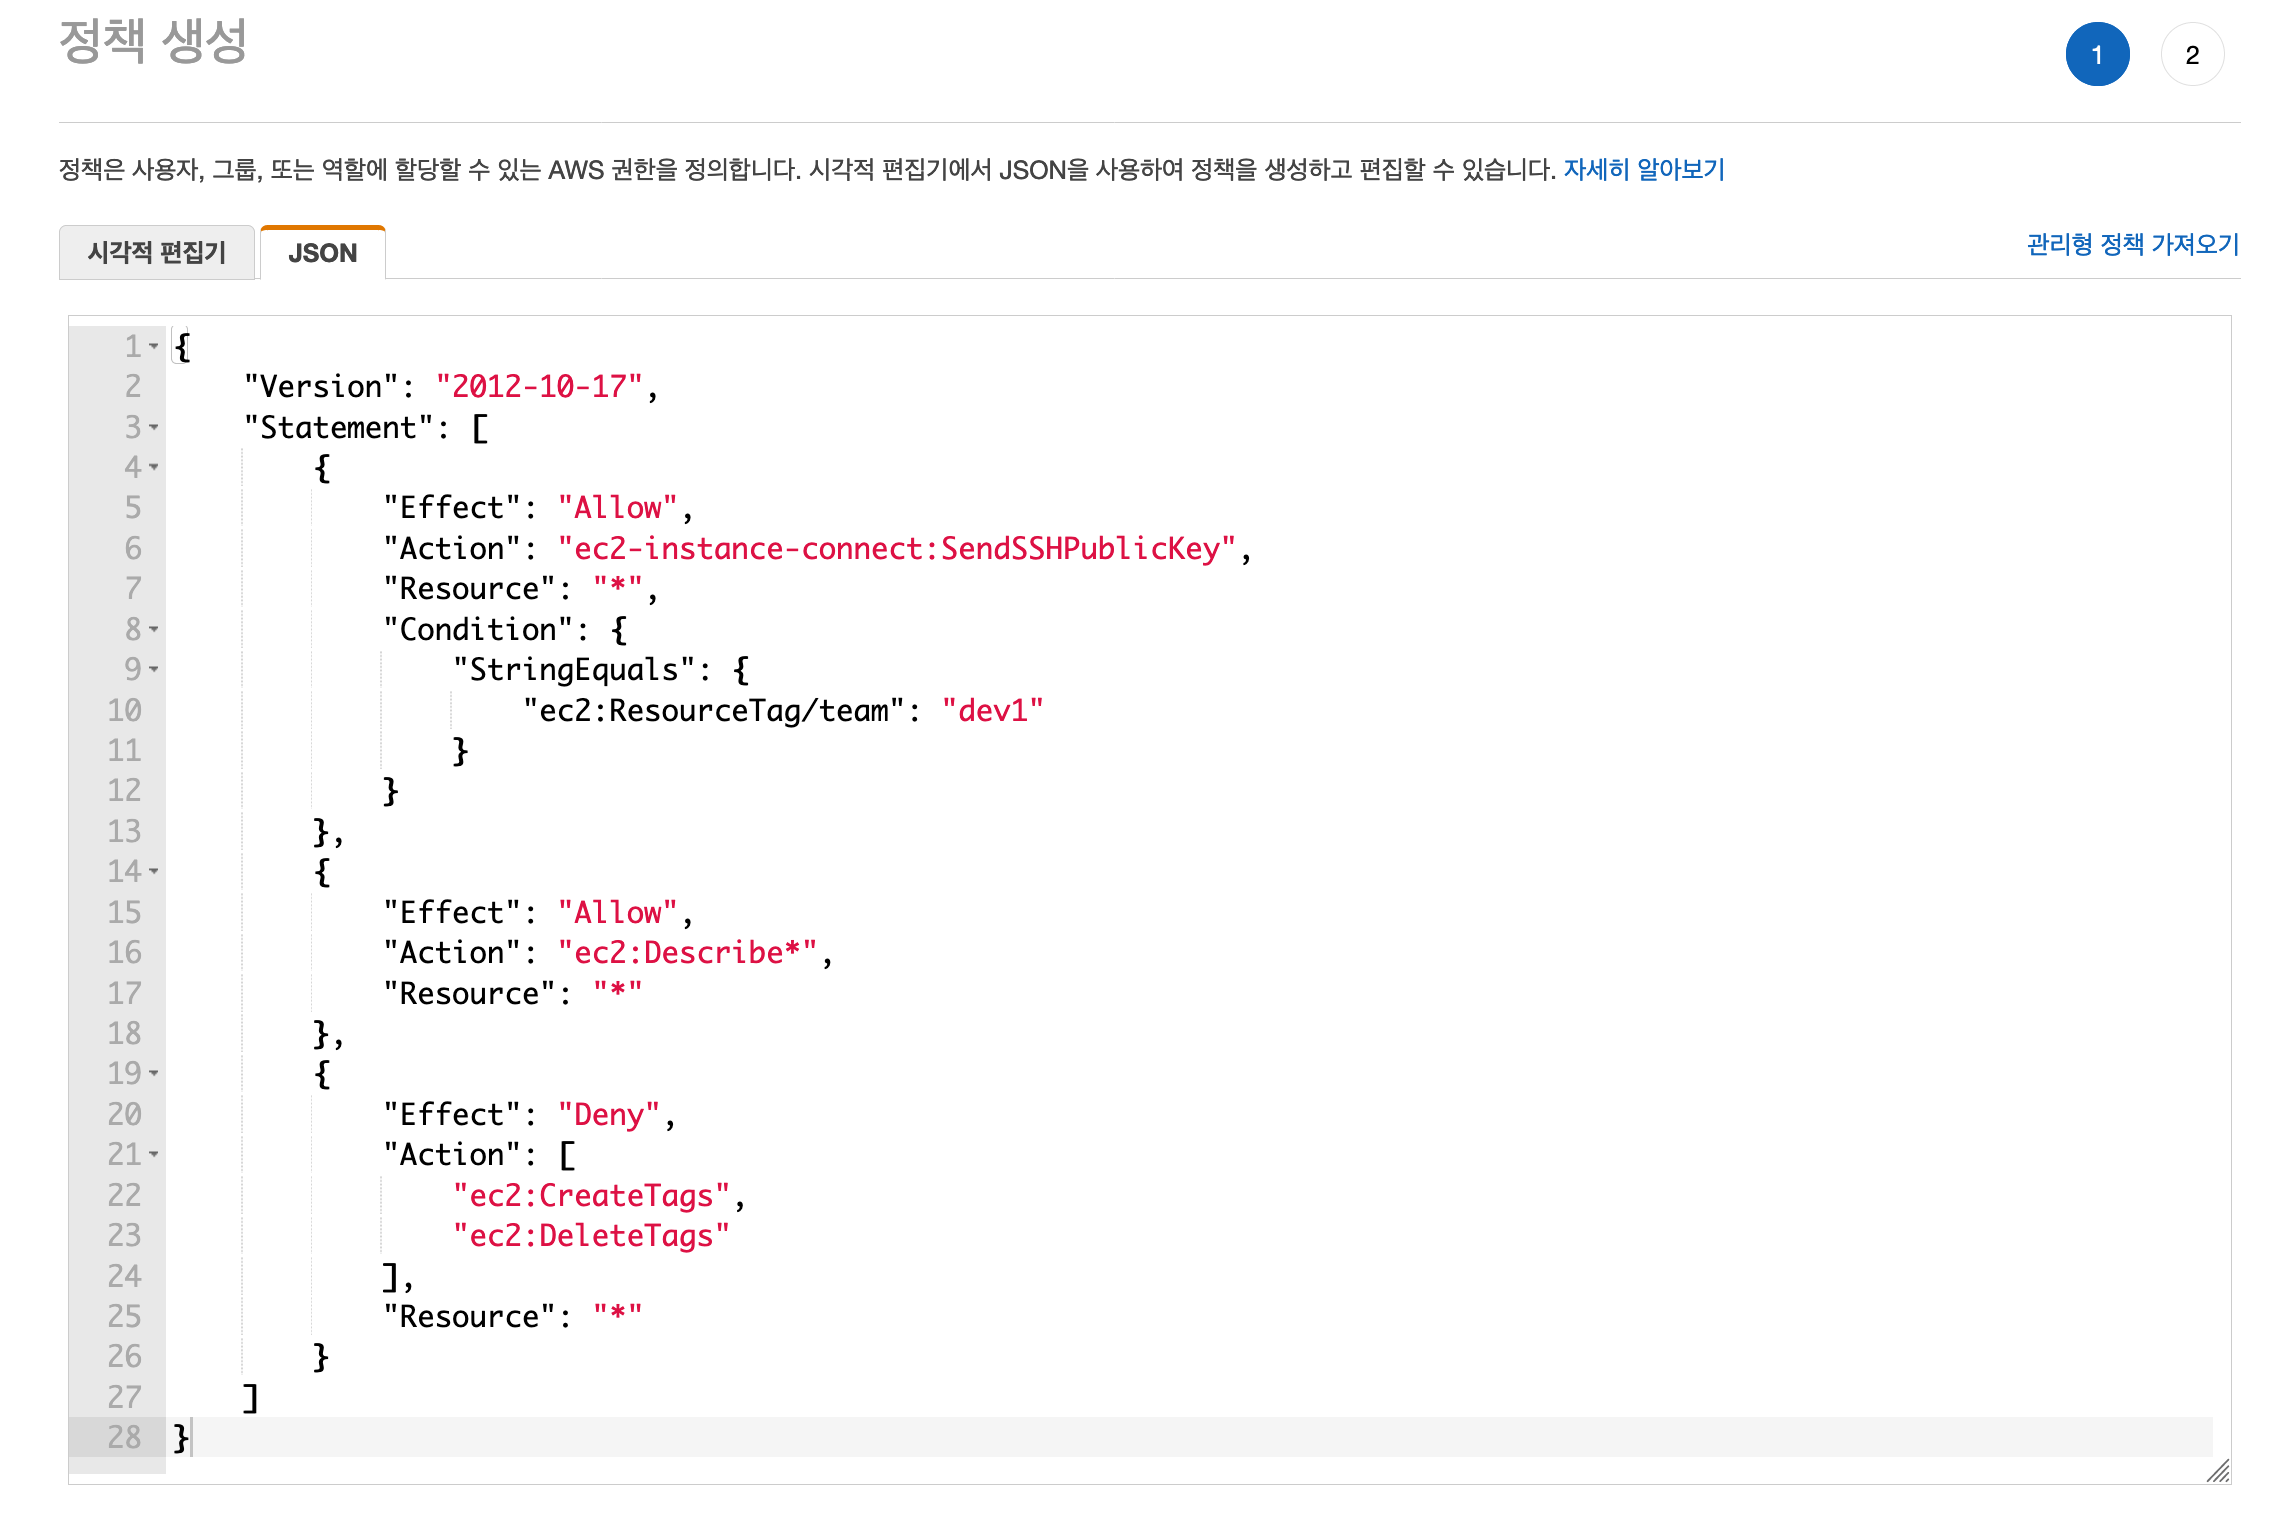 정책 생성
1
2
정책은 사용자, 그룹, 또는 역할에 할당할 수 있는 AWS 권한을 정의합니다. 시각적 편집기에서 JSON을 사용하여 정책을 생성하고 편집할 수 있습니다. 자세히 알아보기
시각적 편집기
JSON
관리형 정책 가져오기
1 {
2     "Version": "2012-10-17",
3     "Statement": [
4         {
5             "Effect": "Allow",
6             "Action": "ec2-instance-connect:SendSSHPublicKey",
7             "Resource": "*",
8             "Condition": {
9                 "StringEquals": {
10                     "ec2:ResourceTag/team": "dev1"
11                 }
12             }
13         },
14         {
15             "Effect": "Allow",
16             "Action": "ec2:Describe*",
17             "Resource": "*"
18         },
19         {
20             "Effect": "Deny",
21             "Action": [
22                 "ec2:CreateTags",
23                 "ec2:DeleteTags"
24             ],
25             "Resource": "*"
26         }
27     ]
28 }